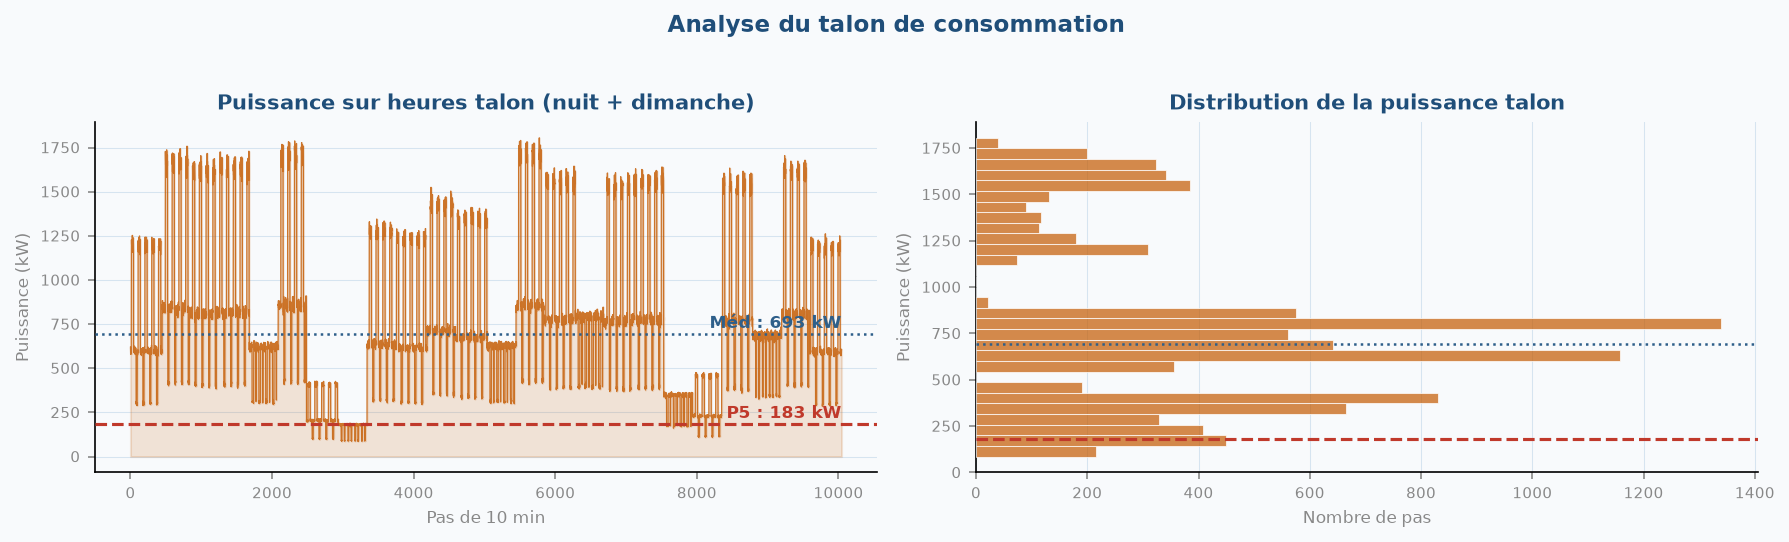 Analyse du talon de consommation
Puissance sur heures talon (nuit + dimanche)
Puissance (kW)
1750
1500
1250
1000
750
500
250
0
Méd : 693 kW
P5 : 183 kW
0 2000 4000 6000 8000 10000
Pas de 10 min
Distribution de la puissance talon
Puissance (kW)
1750
1500
1250
1000
750
500
250
0
0 200 400 600 800 1000 1200 1400
Nombre de pas